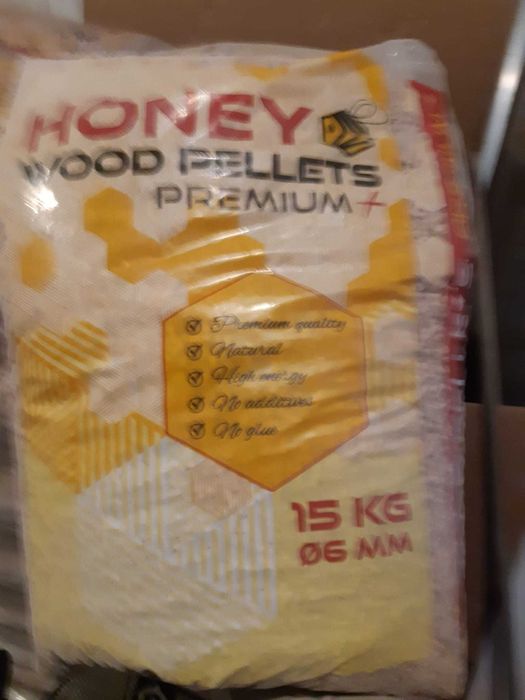 HONEY
WOOD PELLETS
PREMIUM+
Premium quality
Natural
High energy
No additives
No glue
15 KG
Ø6 MM